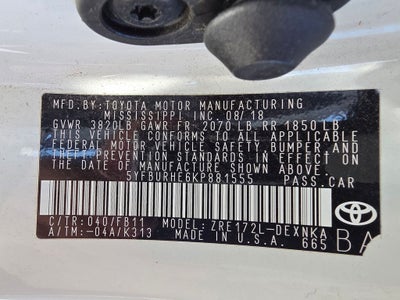 MFD.BY:TOYOTA MOTOR MANUFACTURING
MISSISSIPPI INC. 08/18
GVWR 3820LB GAWR FR 2070 LB RR 1850 LB
THIS VEHICLE CONFORMS TO ALL APPLICABLE
FEDERAL MOTOR VEHICLE SAFETY, BUMPER AND
THEFT PREVENTION STANDARDS IN EFFECT ON
THE DATE OF MANUFACTURE SHOWN ABOVE.
5YFBURHE6KP881555 PASS.CAR
C/TR: 040/FB11 MODEL: ZRE172L-DEXNKA
A/TM: -04A/K313 MADE IN U.S.A. 665
TOYOTA
BA